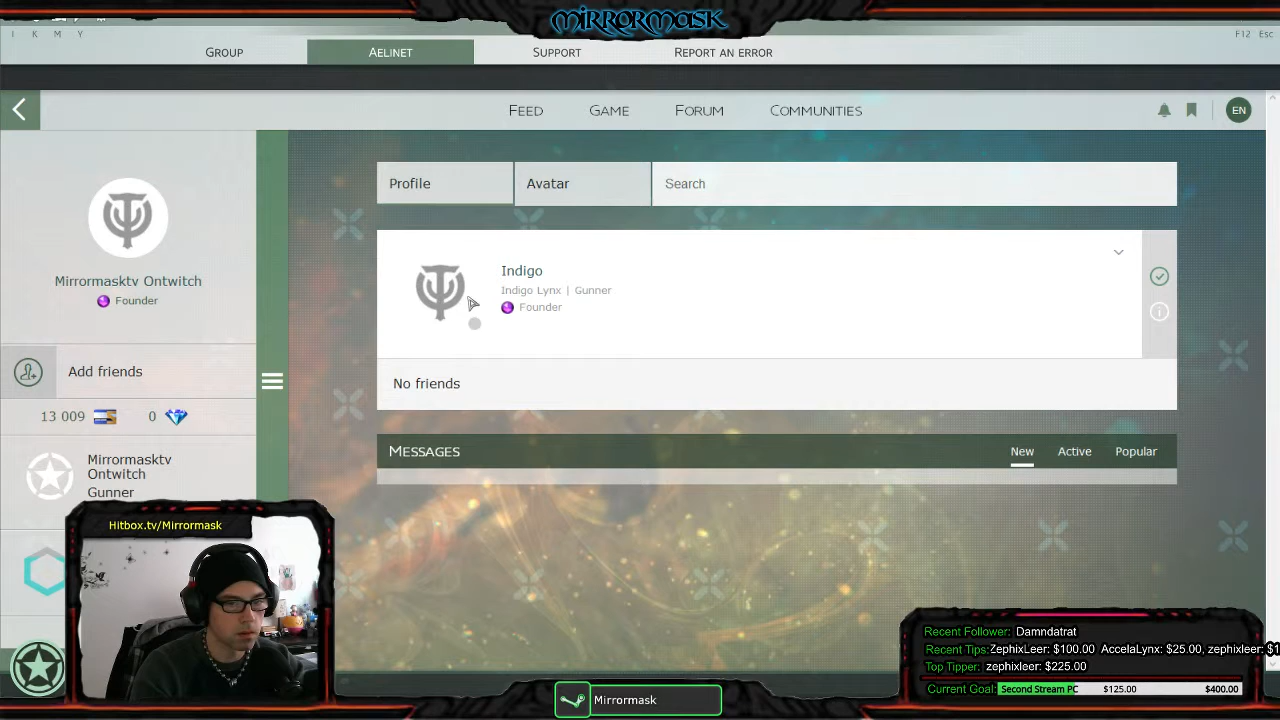 MIRRORMASK
I K M Y
F12 Esc
GROUP
AELINET
SUPPORT
REPORT AN ERROR
FEED
GAME
FORUM
COMMUNITIES
EN
Profile
Avatar
Search
Mirrormasktv Ontwitch
Founder
Indigo
Indigo Lynx | Gunner
Founder
Add friends
No friends
13 009
0
MESSAGES
New
Active
Popular
Mirrormasktv
Ontwitch
Gunner
Hitbox.tv/Mirrormask
Recent Follower: Damndatrat
Recent Tips: ZephixLeer: $100.00 AccelaLynx: $25.00, zephixleer: $1
Top Tipper: zephixleer: $225.00
Current Goal: Second Stream PC $125.00 $400.00
Mirrormask